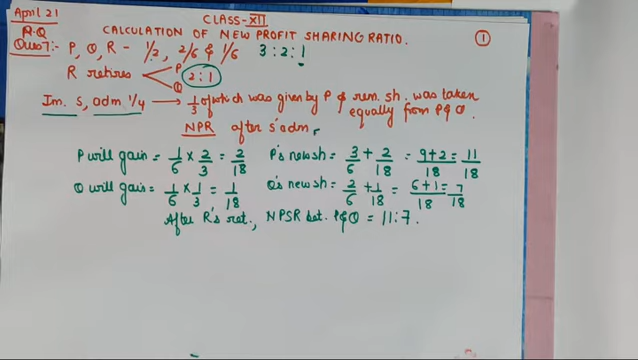 April 21
CLASS-XII
P.Q
CALCULATION OF NEW PROFIT SHARING RATIO.
1
Ques 7:- P, Q, R - 1/2, 2/6 & 1/6 3:2:1
R retires P 2:1
Q
Im. S, adm. 1/4 → 1/3 of which was given by P & rem. sh. was taken
equally from P & Q.
NPR after S' adm.
P will gain = 1/6 × 2/3 = 2/18 P's new sh = 3/6 + 2/18 = 9+2/18 = 11/18
Q will gain = 1/6 × 1/3 = 1/18 Q's new sh = 2/6 + 1/18 = 6+1/18 = 7/18
After R's ret., NPSR bet. P & Q = 11:7.